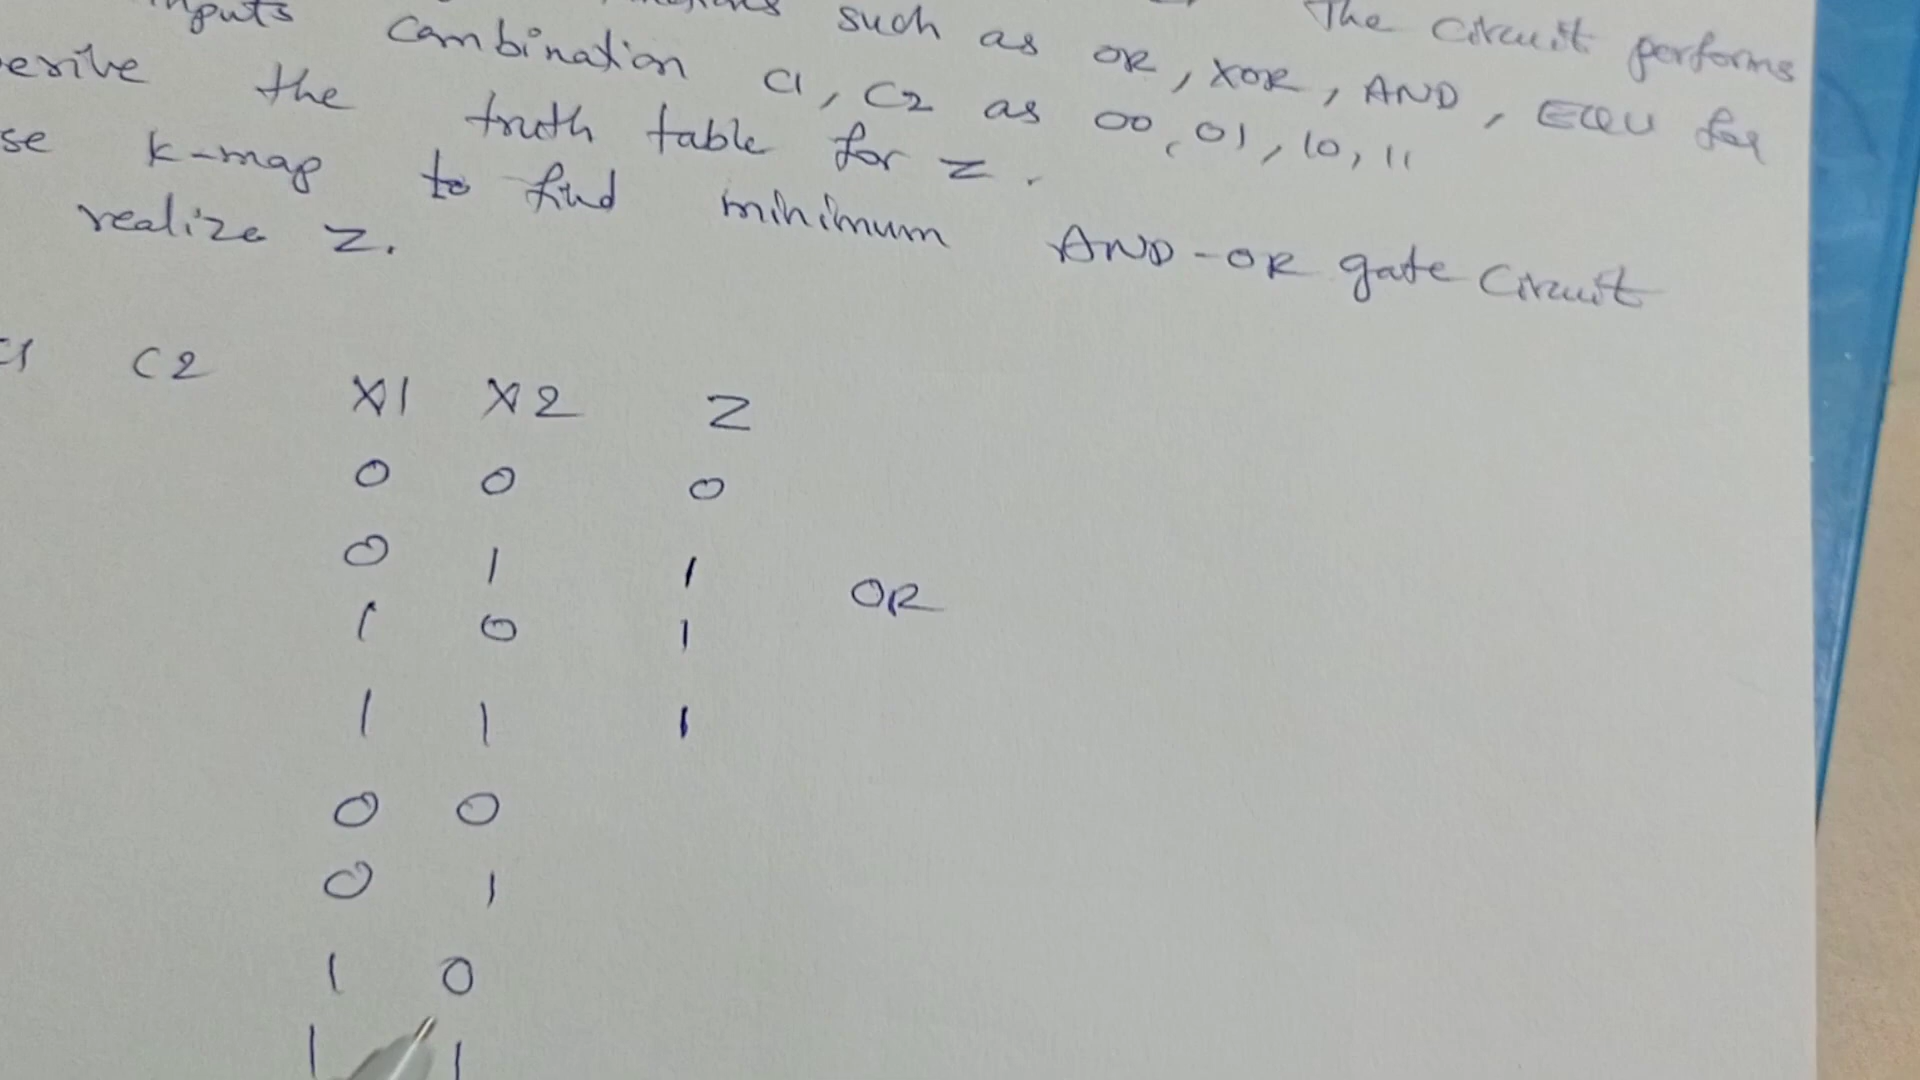 such as The circuit performs
inputs combination C1, C2 as OR, XOR, AND, EQU for
the truth table for Z. 00, 01, 10, 11
K-map to find minimum AND-OR gate Circuit
realize Z.
C2 X1 X2 Z
0 0 0
0 1 1 OR
1 0 1
1 1 1
0 0
0 1
1 0
1 1